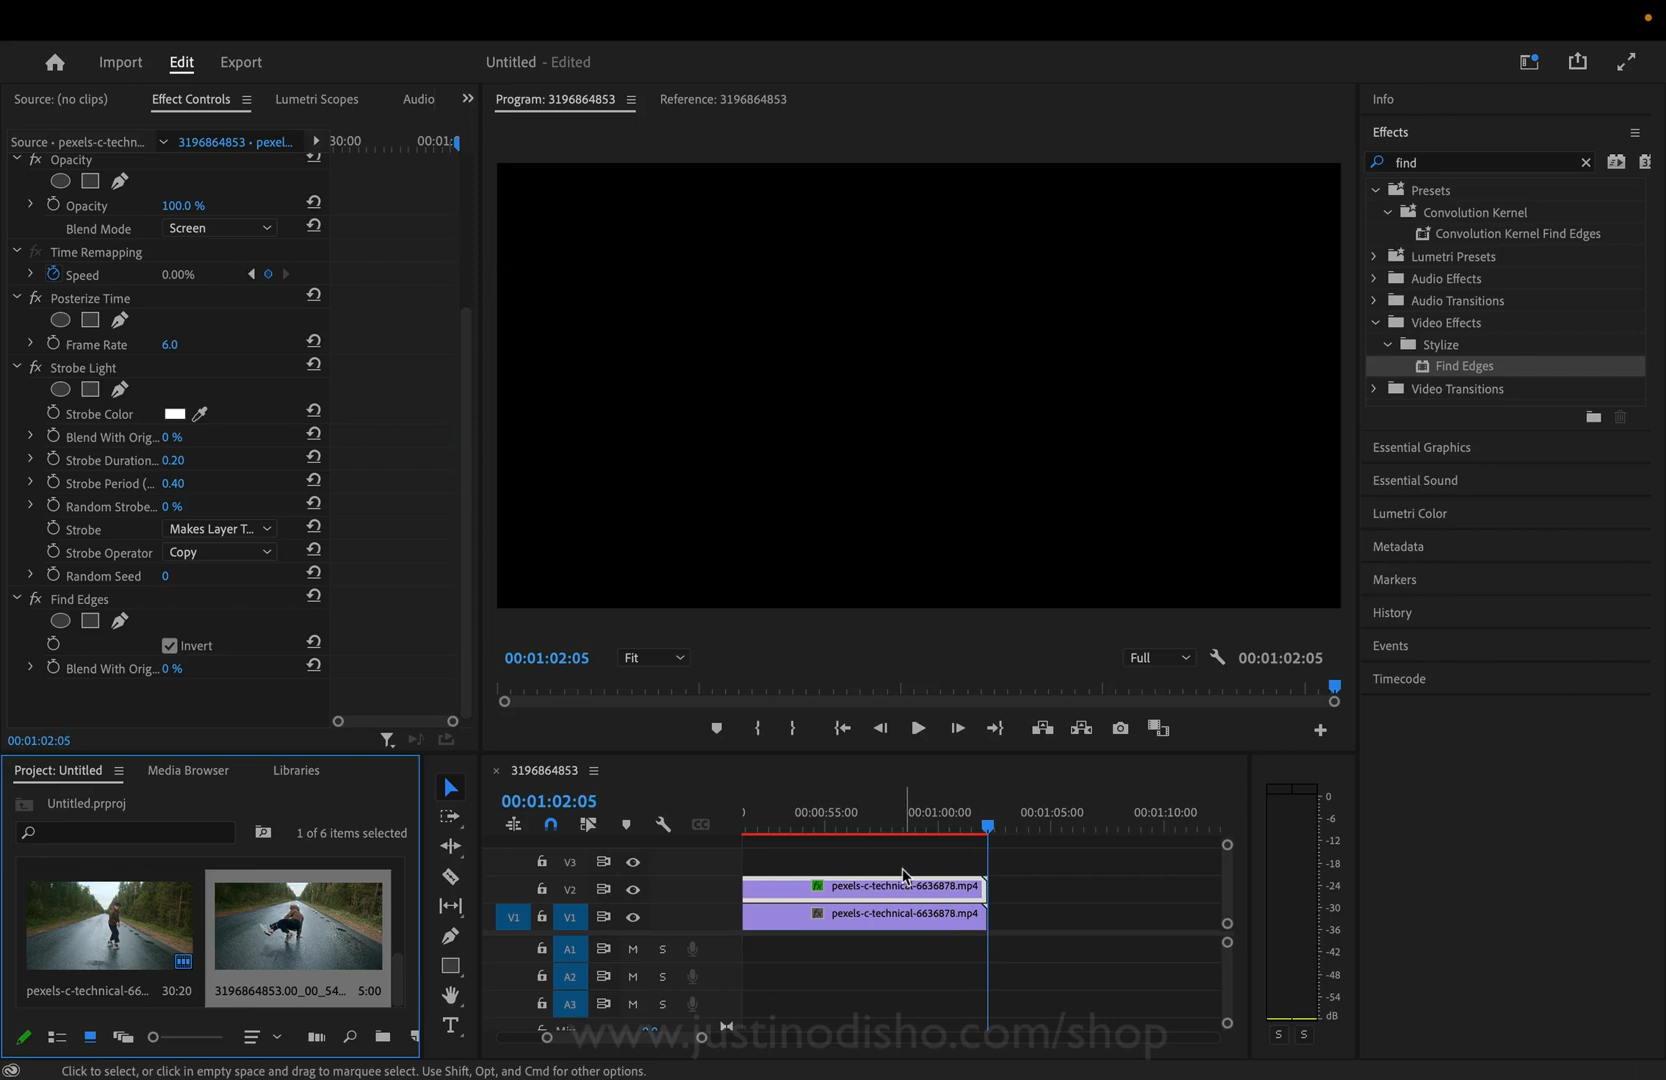 Import
Edit
Export
Untitled - Edited
Source: (no clips)
Effect Controls
Lumetri Scopes
Audio
Program: 3196864853
Reference: 3196864853
Info
Source • pexels-c-techn...
3196864853 • pexel...
30:00
00:01:
Effects
find
Opacity
Opacity
100.0 %
Blend Mode
Screen
Time Remapping
Speed
0.00%
Posterize Time
Frame Rate
6.0
Strobe Light
Strobe Color
Blend With Orig...
0 %
Strobe Duration...
0.20
Strobe Period (...
0.40
Random Strobe...
0 %
Strobe
Makes Layer T...
Strobe Operator
Copy
Random Seed
0
Find Edges
Invert
Blend With Orig...
0 %
00:01:02:05
Presets
Convolution Kernel
Convolution Kernel Find Edges
Lumetri Presets
Audio Effects
Audio Transitions
Video Effects
Stylize
Find Edges
Video Transitions
Essential Graphics
Essential Sound
Lumetri Color
Metadata
Markers
History
Events
Timecode
00:01:02:05
Fit
Full
00:01:02:05
Project: Untitled
Media Browser
Libraries
Untitled.prproj
1 of 6 items selected
pexels-c-technical-66...
30:20
3196864853.00_00_54...
5:00
3196864853
00:01:02:05
00:00:55:00
00:01:00:00
00:01:05:00
00:01:10:00
V3
V2
pexels-c-technical-6636878.mp4
V1
V1
pexels-c-technical-6636878.mp4
A1
M
S
A2
M
S
A3
M
S
0
-6
-12
-18
-24
-30
-36
-42
-48
-54
dB
S
S
www.justinodisho.com/shop
Click to select, or click in empty space and drag to marquee select. Use Shift, Opt, and Cmd for other options.